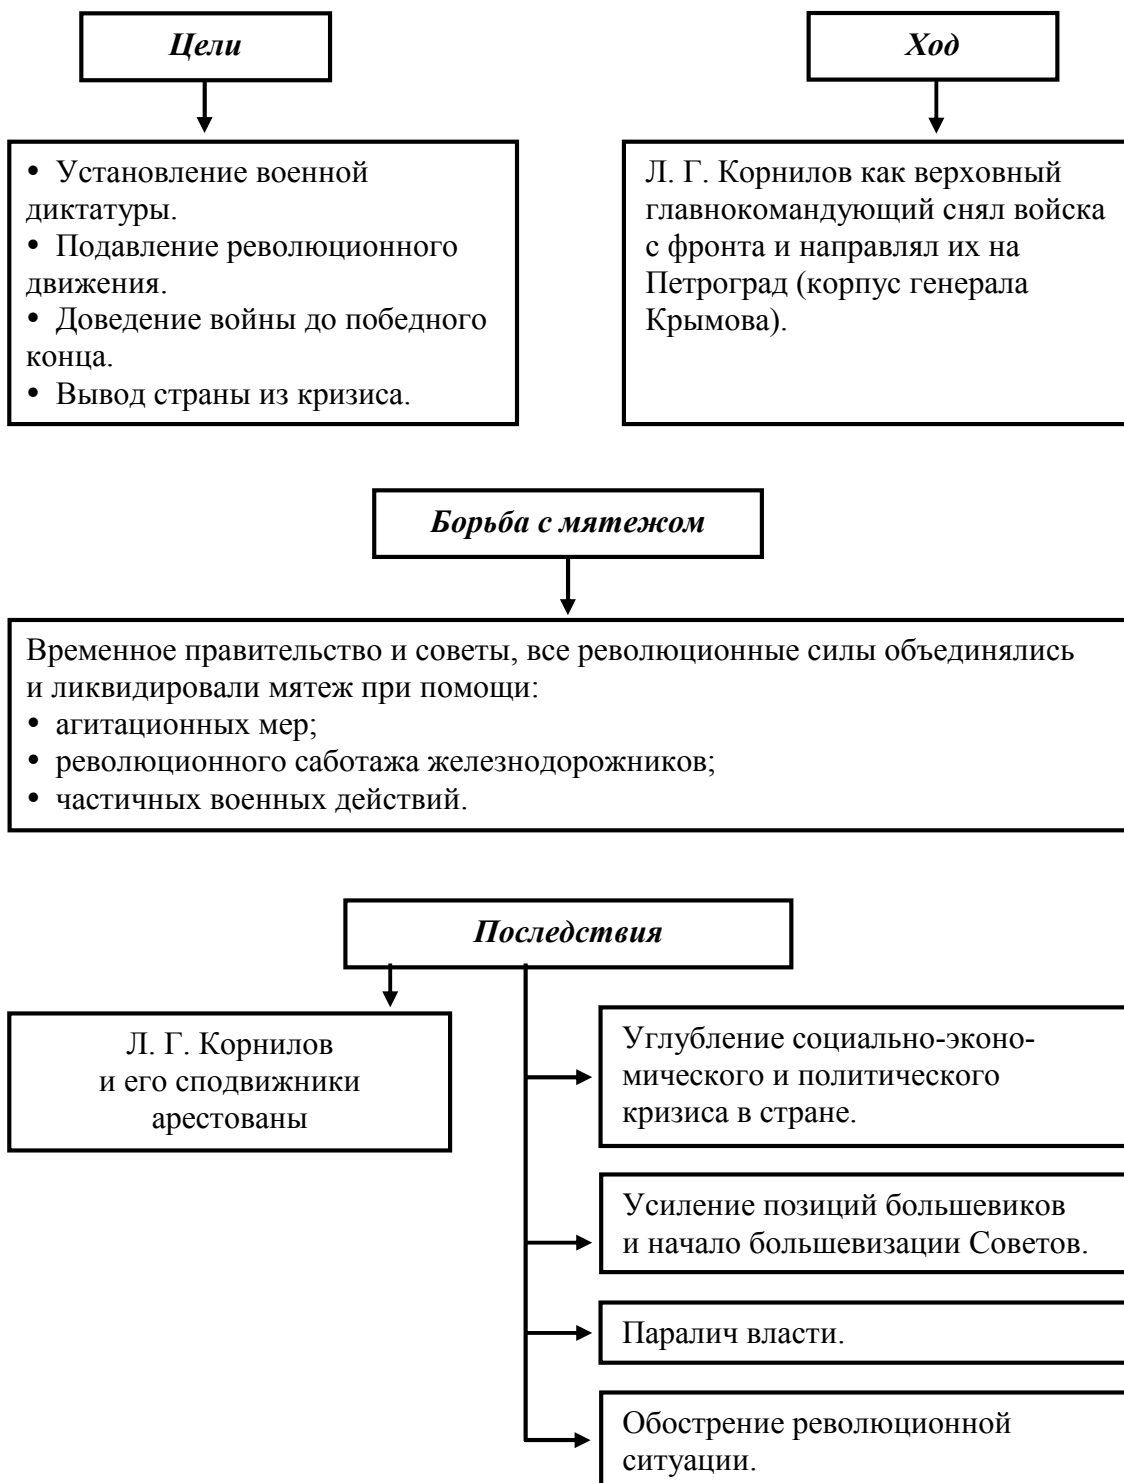 Цели
• Установление военной
диктатуры.
• Подавление революционного
движения.
• Доведение войны до победного
конца.
• Вывод страны из кризиса.
Ход
Л. Г. Корнилов как верховный
главнокомандующий снял войска
с фронта и направлял их на
Петроград (корпус генерала
Крымова).
Борьба с мятежом
Временное правительство и советы, все революционные силы объединялись
и ликвидировали мятеж при помощи:
• агитационных мер;
• революционного саботажа железнодорожников;
• частичных военных действий.
Последствия
Л. Г. Корнилов
и его сподвижники
арестованы
Углубление социально-эконо-
мического и политического
кризиса в стране.
Усиление позиций большевиков
и начало большевизации Советов.
Паралич власти.
Обострение революционной
ситуации.